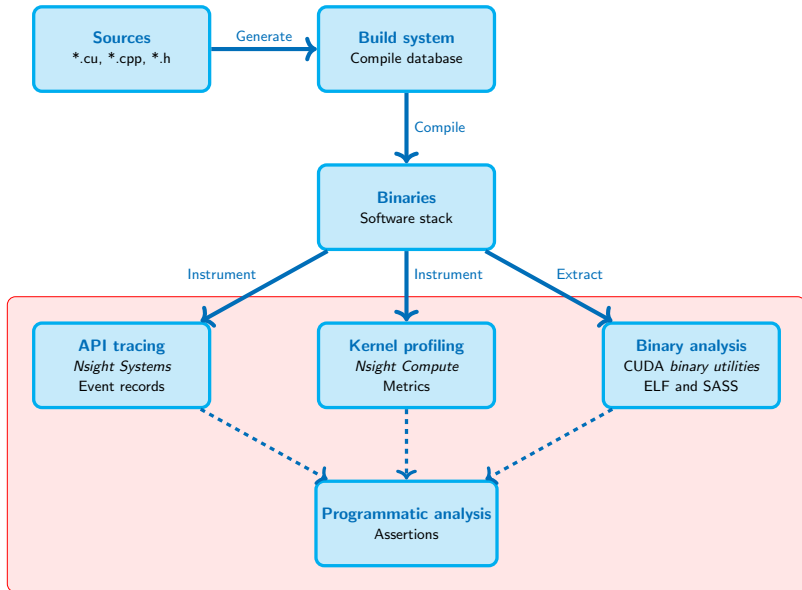 Sources
*.cu, *.cpp, *.h
Generate
Build system
Compile database
Compile
Binaries
Software stack
Instrument
Instrument
Extract
API tracing
Nsight Systems
Event records
Kernel profiling
Nsight Compute
Metrics
Binary analysis
CUDA binary utilities
ELF and SASS
Programmatic analysis
Assertions